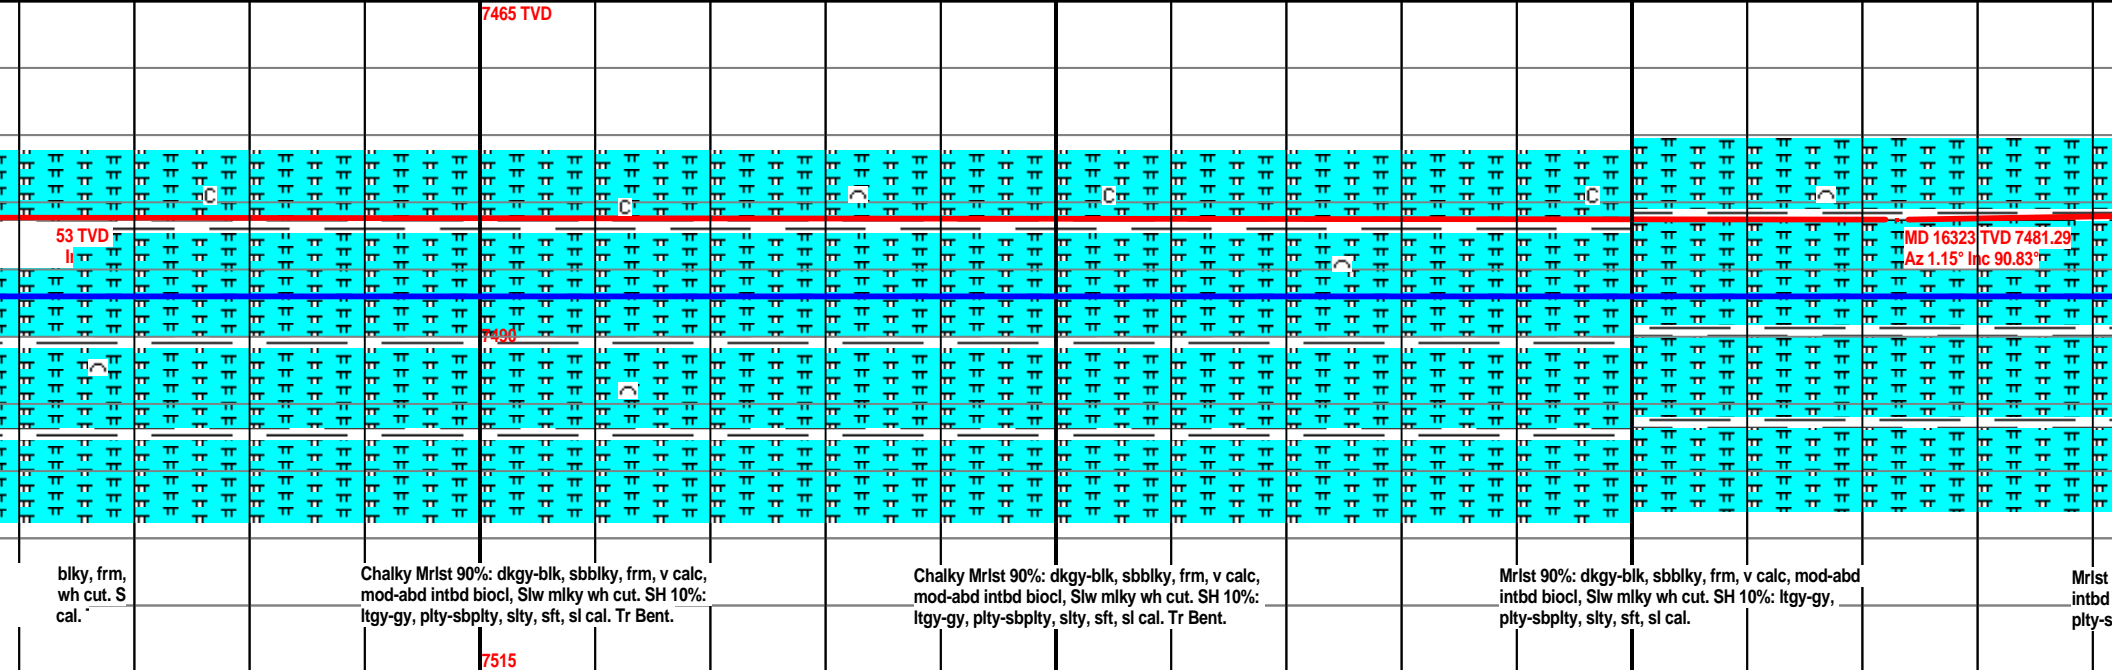 7465 TVD
C
C
C
C
53 TVD
MD 16323 TVD 7481.29
Az 1.15° Inc 90.83°
7490
blky, frm,
wh cut. S
cal.
Chalky Mrlst 90%: dkgy-blk, sbblky, frm, v calc,
mod-abd intbd biocl, Slw mlky wh cut. SH 10%:
ltgy-gy, plty-sbplty, slty, sft, sl cal. Tr Bent.
Chalky Mrlst 90%: dkgy-blk, sbblky, frm, v calc,
mod-abd intbd biocl, Slw mlky wh cut. SH 10%:
ltgy-gy, plty-sbplty, slty, sft, sl cal. Tr Bent.
Mrlst 90%: dkgy-blk, sbblky, frm, v calc, mod-abd
intbd biocl, Slw mlky wh cut. SH 10%: ltgy-gy,
plty-sbplty, slty, sft, sl cal.
Mrlst
intbd
plty-s
7515